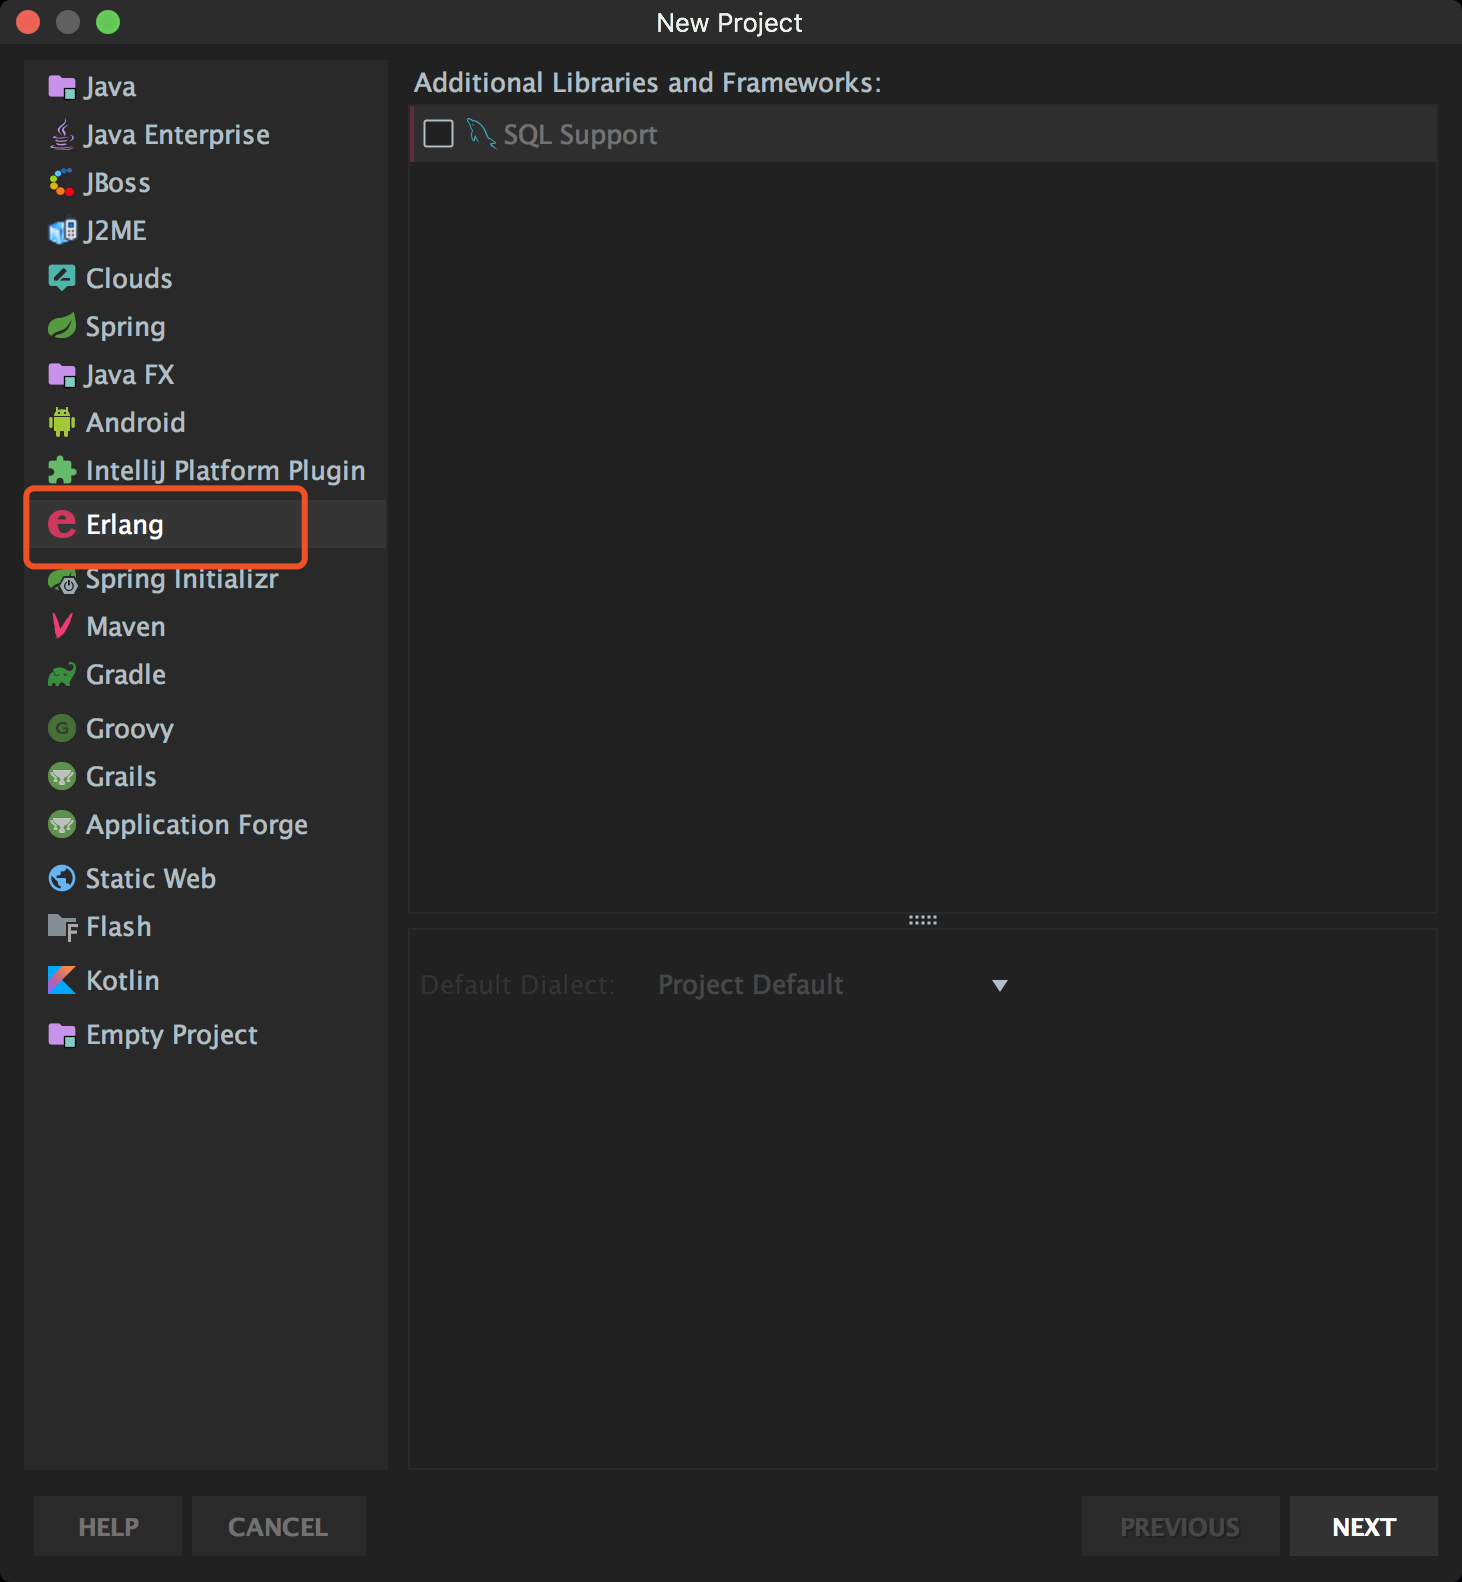 New Project
Java
Java Enterprise
JBoss
J2ME
Clouds
Spring
Java FX
Android
IntelliJ Platform Plugin
Erlang
Spring Initializr
Maven
Gradle
Groovy
Grails
Application Forge
Static Web
Flash
Kotlin
Empty Project
Additional Libraries and Frameworks:
SQL Support
Default Dialect: Project Default
HELP CANCEL PREVIOUS NEXT